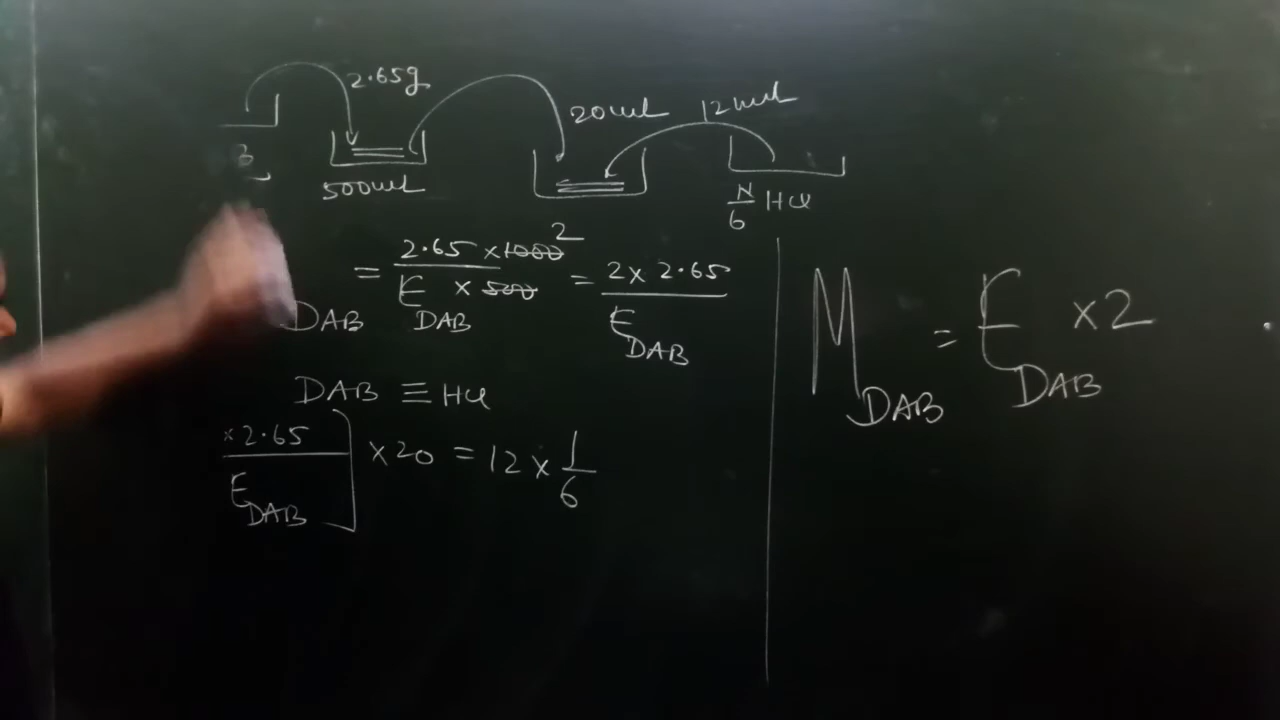 2.65g
20ml 12ml
500ml
N/6 HCl
= 2.65 × 1000 / E DAB × 500 2 = 2 × 2.65 / E DAB
DAB
DAB ≡ HCl
× 2.65 / E DAB ] × 20 = 12 × 1/6
M DAB = E DAB × 2